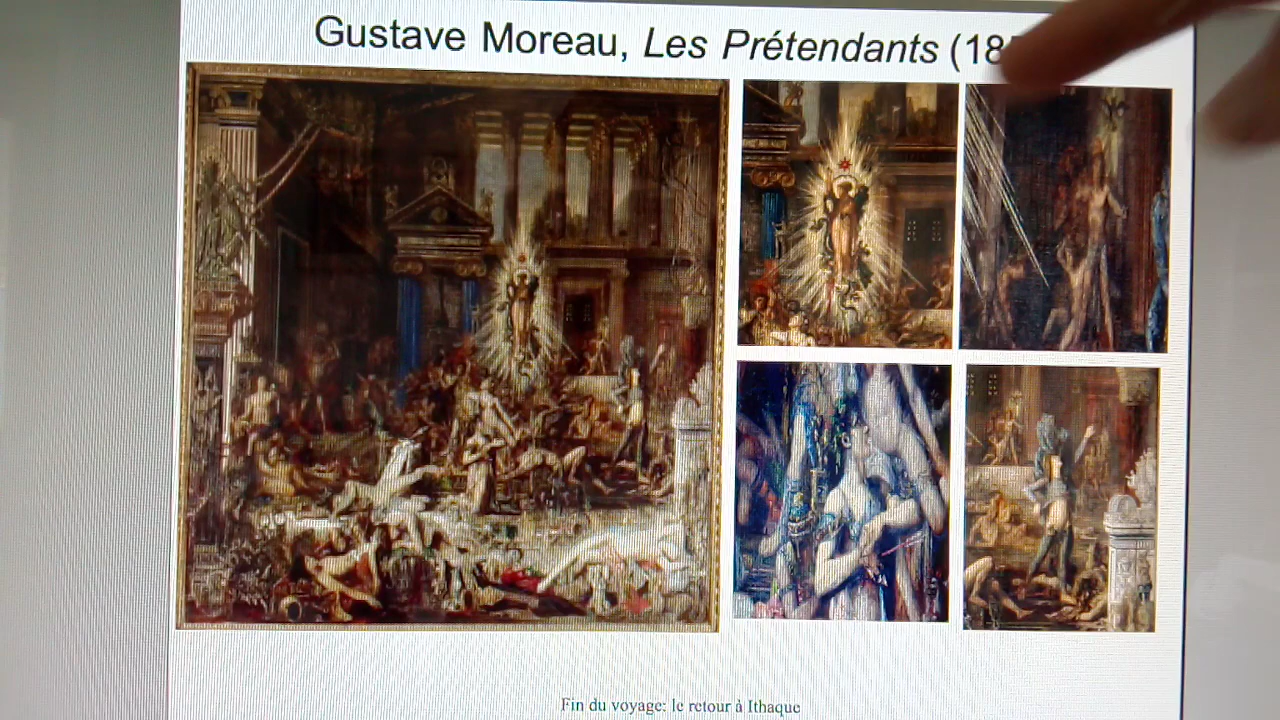 Gustave Moreau, Les Prétendants (18
Fin du voyage: le retour à Ithaque